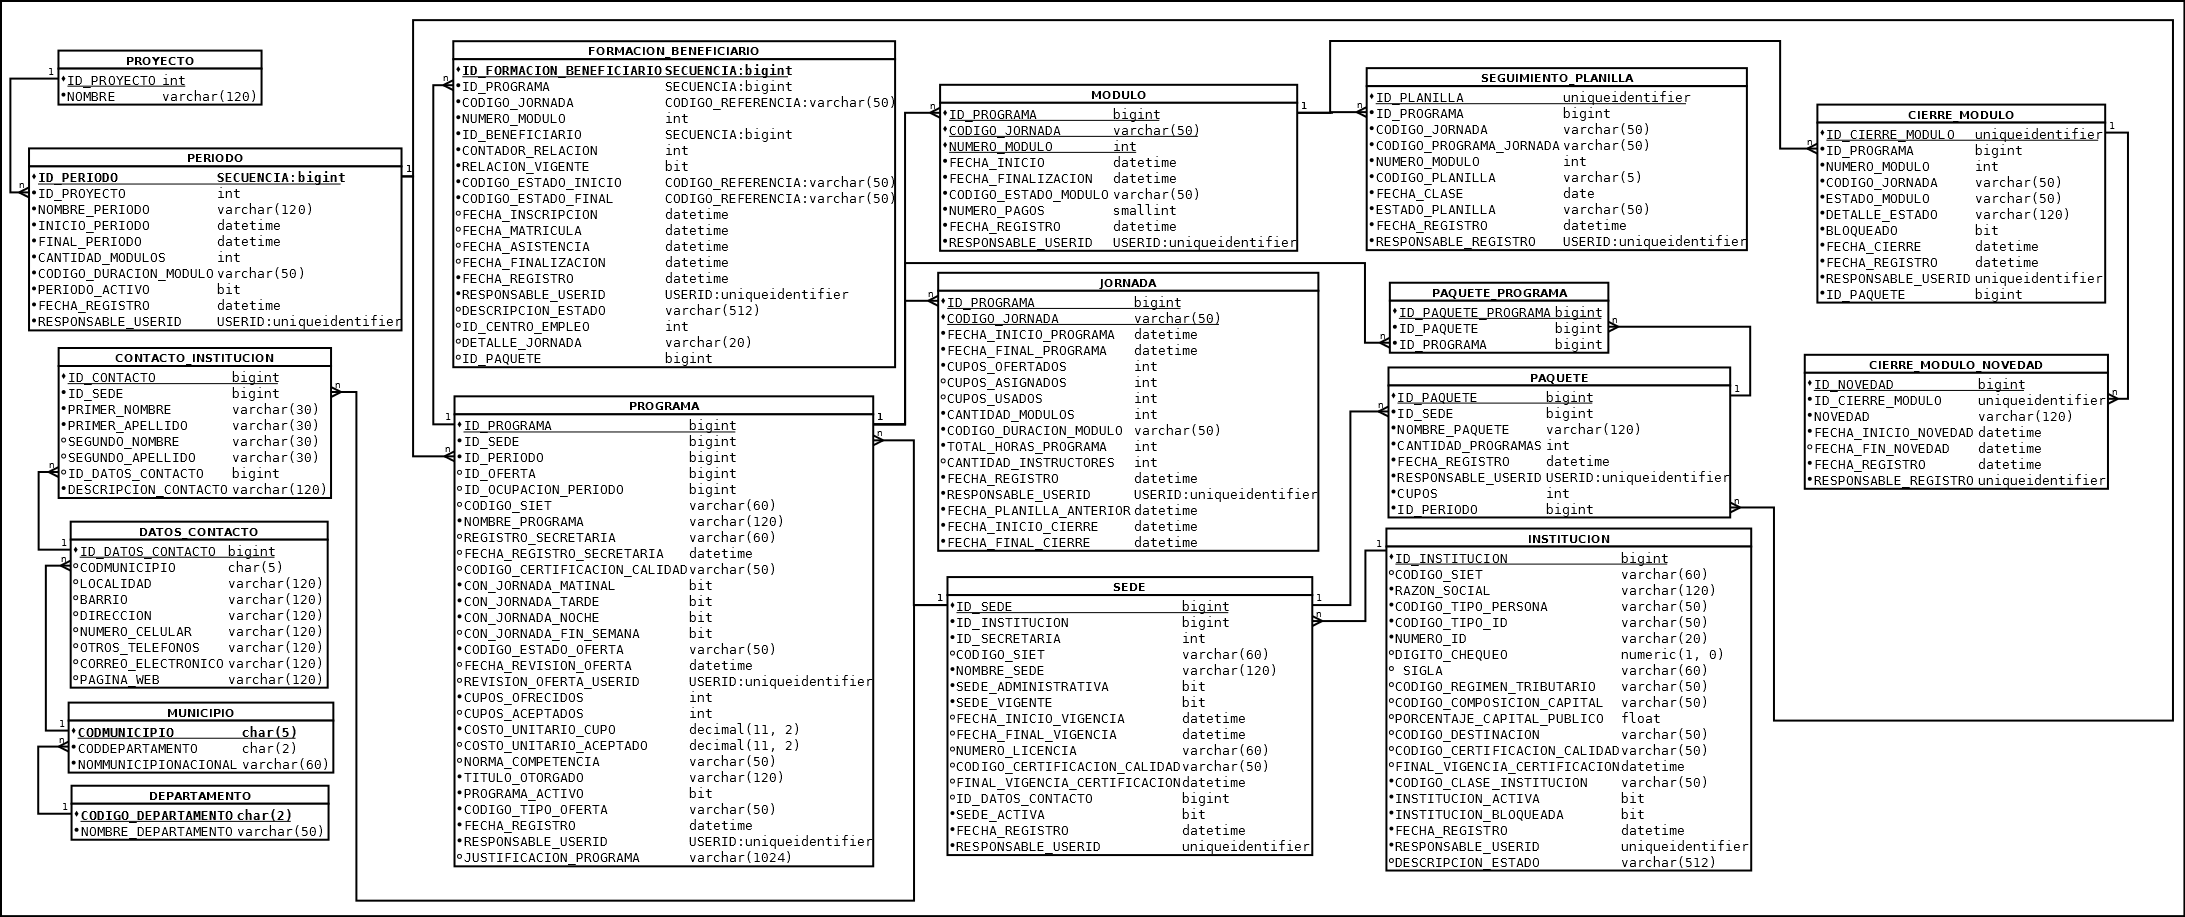 PROYECTO
ID_PROYECTO int
NOMBRE varchar(120)
1
n
PERIODO
ID_PERIODO SECUENCIA:bigint
ID_PROYECTO int
NOMBRE_PERIODO varchar(120)
INICIO_PERIODO datetime
FINAL_PERIODO datetime
CANTIDAD_MODULOS int
CODIGO_DURACION_MODULO varchar(50)
PERIODO_ACTIVO bit
FECHA_REGISTRO datetime
RESPONSABLE_USERID USERID:uniqueidentifier
1
CONTACTO_INSTITUCION
ID_CONTACTO bigint
ID_SEDE bigint
PRIMER_NOMBRE varchar(30)
PRIMER_APELLIDO varchar(30)
SEGUNDO_NOMBRE varchar(30)
SEGUNDO_APELLIDO varchar(30)
ID_DATOS_CONTACTO bigint
DESCRIPCION_CONTACTO varchar(120)
n
n
DATOS_CONTACTO
ID_DATOS_CONTACTO bigint
CODMUNICIPIO char(5)
LOCALIDAD varchar(120)
BARRIO varchar(120)
DIRECCION varchar(120)
NUMERO_CELULAR varchar(120)
OTROS_TELEFONOS varchar(120)
CORREO_ELECTRONICO varchar(120)
PAGINA_WEB varchar(120)
1
n
MUNICIPIO
CODMUNICIPIO char(5)
CODDEPARTAMENTO char(2)
NOMMUNICIPIONACIONAL varchar(60)
1
n
DEPARTAMENTO
CODIGO_DEPARTAMENTO char(2)
NOMBRE_DEPARTAMENTO varchar(50)
1
FORMACION_BENEFICIARIO
ID_FORMACION_BENEFICIARIO SECUENCIA:bigint
ID_PROGRAMA SECUENCIA:bigint
CODIGO_JORNADA CODIGO_REFERENCIA:varchar(50)
NUMERO_MODULO int
ID_BENEFICIARIO SECUENCIA:bigint
CONTADOR_RELACION int
RELACION_VIGENTE bit
CODIGO_ESTADO_INICIO CODIGO_REFERENCIA:varchar(50)
CODIGO_ESTADO_FINAL CODIGO_REFERENCIA:varchar(50)
FECHA_INSCRIPCION datetime
FECHA_MATRICULA datetime
FECHA_ASISTENCIA datetime
FECHA_FINALIZACION datetime
FECHA_REGISTRO datetime
RESPONSABLE_USERID USERID:uniqueidentifier
DESCRIPCION_ESTADO varchar(512)
ID_CENTRO_EMPLEO int
DETALLE_JORNADA varchar(20)
ID_PAQUETE bigint
n
PROGRAMA
ID_PROGRAMA bigint
ID_SEDE bigint
ID_PERIODO bigint
ID_OFERTA bigint
ID_OCUPACION_PERIODO bigint
CODIGO_SIET varchar(60)
NOMBRE_PROGRAMA varchar(120)
REGISTRO_SECRETARIA varchar(60)
FECHA_REGISTRO_SECRETARIA datetime
CODIGO_CERTIFICACION_CALIDAD varchar(50)
CON_JORNADA_MATINAL bit
CON_JORNADA_TARDE bit
CON_JORNADA_NOCHE bit
CON_JORNADA_FIN_SEMANA bit
CODIGO_ESTADO_OFERTA varchar(50)
FECHA_REVISION_OFERTA datetime
REVISION_OFERTA_USERID USERID:uniqueidentifier
CUPOS_OFRECIDOS int
CUPOS_ACEPTADOS int
COSTO_UNITARIO_CUPO decimal(11, 2)
COSTO_UNITARIO_ACEPTADO decimal(11, 2)
NORMA_COMPETENCIA varchar(50)
TITULO_OTORGADO varchar(120)
PROGRAMA_ACTIVO bit
CODIGO_TIPO_OFERTA varchar(50)
FECHA_REGISTRO datetime
RESPONSABLE_USERID USERID:uniqueidentifier
JUSTIFICACION_PROGRAMA varchar(1024)
1
n
1
n
MODULO
ID_PROGRAMA bigint
CODIGO_JORNADA varchar(50)
NUMERO_MODULO int
FECHA_INICIO datetime
FECHA_FINALIZACION datetime
CODIGO_ESTADO_MODULO varchar(50)
NUMERO_PAGOS smallint
FECHA_REGISTRO datetime
RESPONSABLE_USERID USERID:uniqueidentifier
n
1
JORNADA
ID_PROGRAMA bigint
CODIGO_JORNADA varchar(50)
FECHA_INICIO_PROGRAMA datetime
FECHA_FINAL_PROGRAMA datetime
CUPOS_OFERTADOS int
CUPOS_ASIGNADOS int
CUPOS_USADOS int
CANTIDAD_MODULOS int
CODIGO_DURACION_MODULO varchar(50)
TOTAL_HORAS_PROGRAMA int
CANTIDAD_INSTRUCTORES int
FECHA_REGISTRO datetime
RESPONSABLE_USERID USERID:uniqueidentifier
FECHA_PLANILLA_ANTERIOR datetime
FECHA_INICIO_CIERRE datetime
FECHA_FINAL_CIERRE datetime
n
SEDE
ID_SEDE bigint
ID_INSTITUCION bigint
ID_SECRETARIA int
CODIGO_SIET varchar(60)
NOMBRE_SEDE varchar(120)
SEDE_ADMINISTRATIVA bit
SEDE_VIGENTE bit
FECHA_INICIO_VIGENCIA datetime
FECHA_FINAL_VIGENCIA datetime
NUMERO_LICENCIA varchar(60)
CODIGO_CERTIFICACION_CALIDAD varchar(50)
FINAL_VIGENCIA_CERTIFICACION datetime
ID_DATOS_CONTACTO bigint
SEDE_ACTIVA bit
FECHA_REGISTRO datetime
RESPONSABLE_USERID uniqueidentifier
1
1
n
SEGUIMIENTO_PLANILLA
ID_PLANILLA uniqueidentifier
ID_PROGRAMA bigint
CODIGO_JORNADA varchar(50)
CODIGO_PROGRAMA_JORNADA varchar(50)
NUMERO_MODULO int
CODIGO_PLANILLA varchar(5)
FECHA_CLASE date
ESTADO_PLANILLA varchar(50)
FECHA_REGISTRO datetime
RESPONSABLE_REGISTRO USERID:uniqueidentifier
n
PAQUETE_PROGRAMA
ID_PAQUETE_PROGRAMA bigint
ID_PAQUETE bigint
ID_PROGRAMA bigint
n
n
PAQUETE
ID_PAQUETE bigint
ID_SEDE bigint
NOMBRE_PAQUETE varchar(120)
CANTIDAD_PROGRAMAS int
FECHA_REGISTRO datetime
RESPONSABLE_USERID USERID:uniqueidentifier
CUPOS int
ID_PERIODO bigint
1
n
n
INSTITUCION
ID_INSTITUCION bigint
CODIGO_SIET varchar(60)
RAZON_SOCIAL varchar(120)
CODIGO_TIPO_PERSONA varchar(50)
CODIGO_TIPO_ID varchar(50)
NUMERO_ID varchar(20)
DIGITO_CHEQUEO numeric(1, 0)
SIGLA varchar(60)
CODIGO_REGIMEN_TRIBUTARIO varchar(50)
CODIGO_COMPOSICION_CAPITAL varchar(50)
PORCENTAJE_CAPITAL_PUBLICO float
CODIGO_DESTINACION varchar(50)
CODIGO_CERTIFICACION_CALIDAD varchar(50)
FINAL_VIGENCIA_CERTIFICACION datetime
CODIGO_CLASE_INSTITUCION varchar(50)
INSTITUCION_ACTIVA bit
INSTITUCION_BLOQUEADA bit
FECHA_REGISTRO datetime
RESPONSABLE_USERID uniqueidentifier
DESCRIPCION_ESTADO varchar(512)
1
CIERRE_MODULO
ID_CIERRE_MODULO uniqueidentifier
ID_PROGRAMA bigint
NUMERO_MODULO int
CODIGO_JORNADA varchar(50)
ESTADO_MODULO varchar(50)
DETALLE_ESTADO varchar(120)
BLOQUEADO bit
FECHA_CIERRE datetime
FECHA_REGISTRO datetime
RESPONSABLE_USERID uniqueidentifier
ID_PAQUETE bigint
n
1
CIERRE_MODULO_NOVEDAD
ID_NOVEDAD bigint
ID_CIERRE_MODULO uniqueidentifier
NOVEDAD varchar(120)
FECHA_INICIO_NOVEDAD datetime
FECHA_FIN_NOVEDAD datetime
FECHA_REGISTRO datetime
RESPONSABLE_REGISTRO uniqueidentifier
n